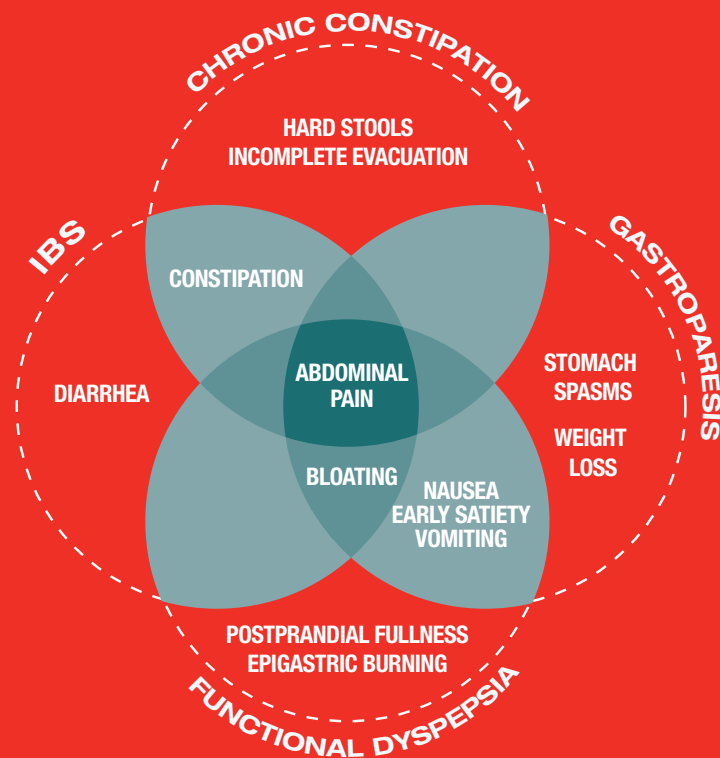 CHRONIC CONSTIPATION
HARD STOOLS
INCOMPLETE EVACUATION
IBS
GASTROPARESIS
CONSTIPATION
DIARRHEA
ABDOMINAL
PAIN
STOMACH
SPASMS
WEIGHT
LOSS
BLOATING
NAUSEA
EARLY SATIETY
VOMITING
POSTPRANDIAL FULLNESS
EPIGASTRIC BURNING
FUNCTIONAL DYSPEPSIA